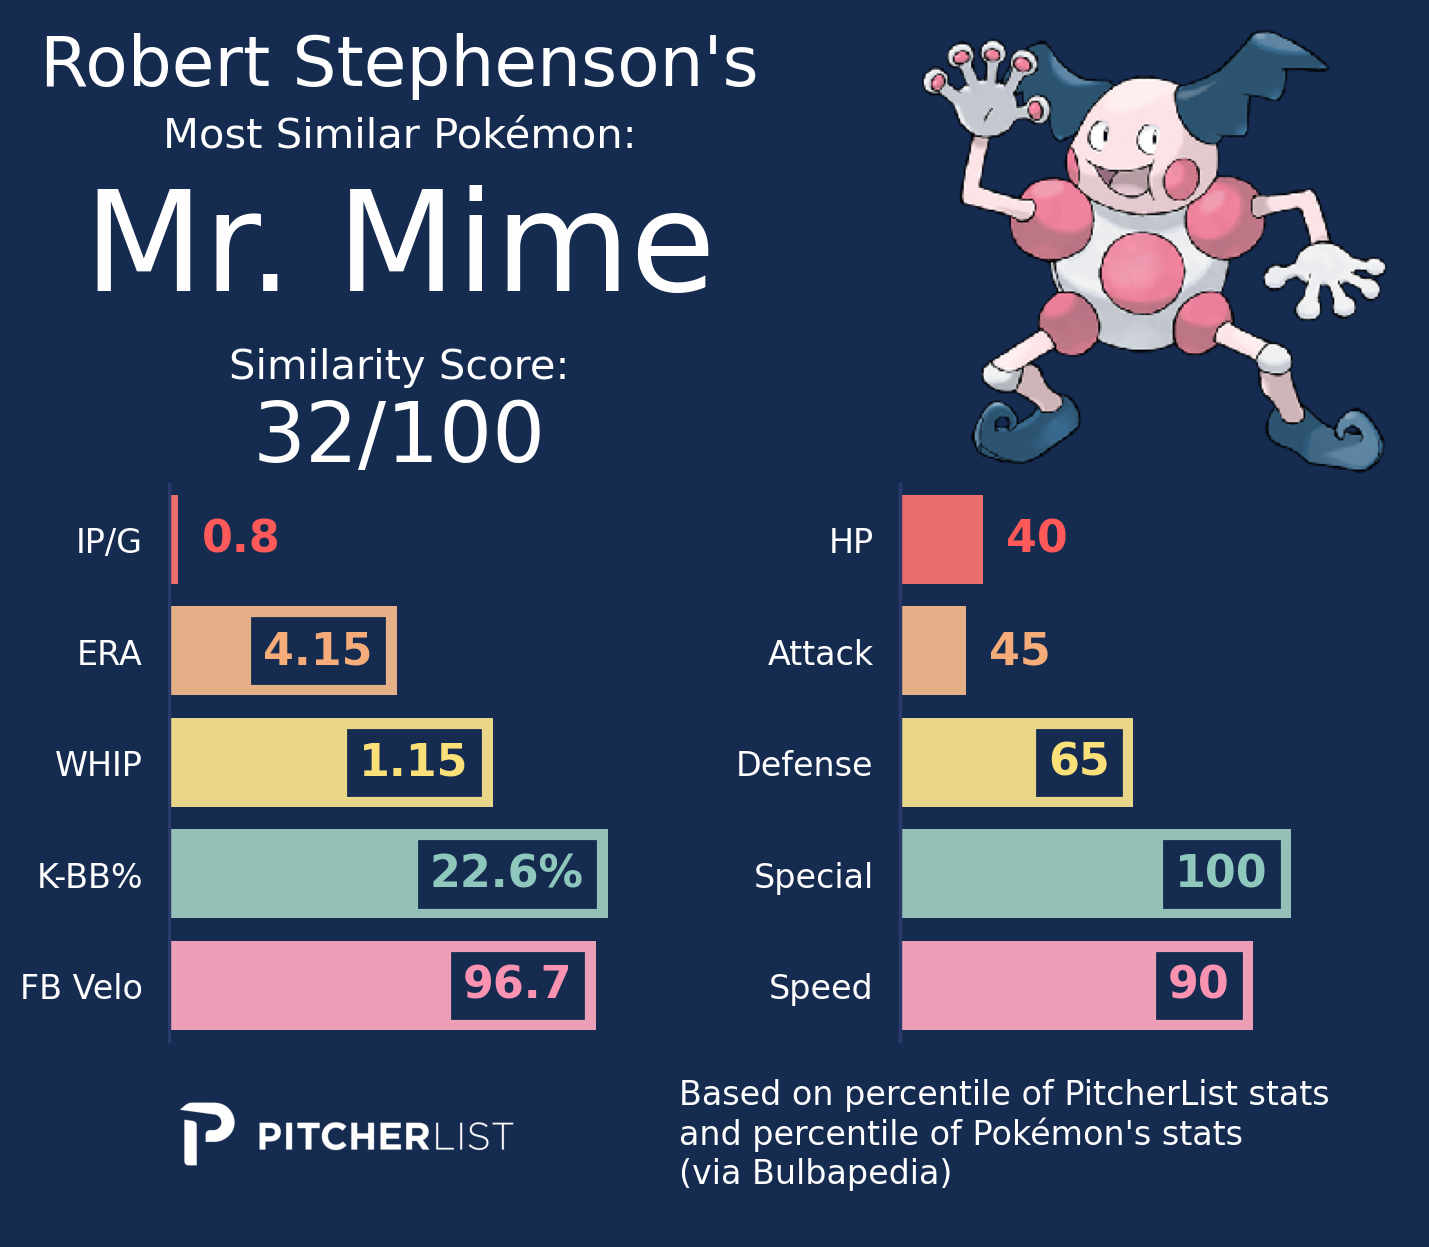 Robert Stephenson's
Most Similar Pokémon:
Mr. Mime
Similarity Score:
32/100
IP/G 0.8
ERA 4.15
WHIP 1.15
K-BB% 22.6%
FB Velo 96.7
HP 40
Attack 45
Defense 65
Special 100
Speed 90
PITCHERLIST
Based on percentile of PitcherList stats
and percentile of Pokémon's stats
(via Bulbapedia)